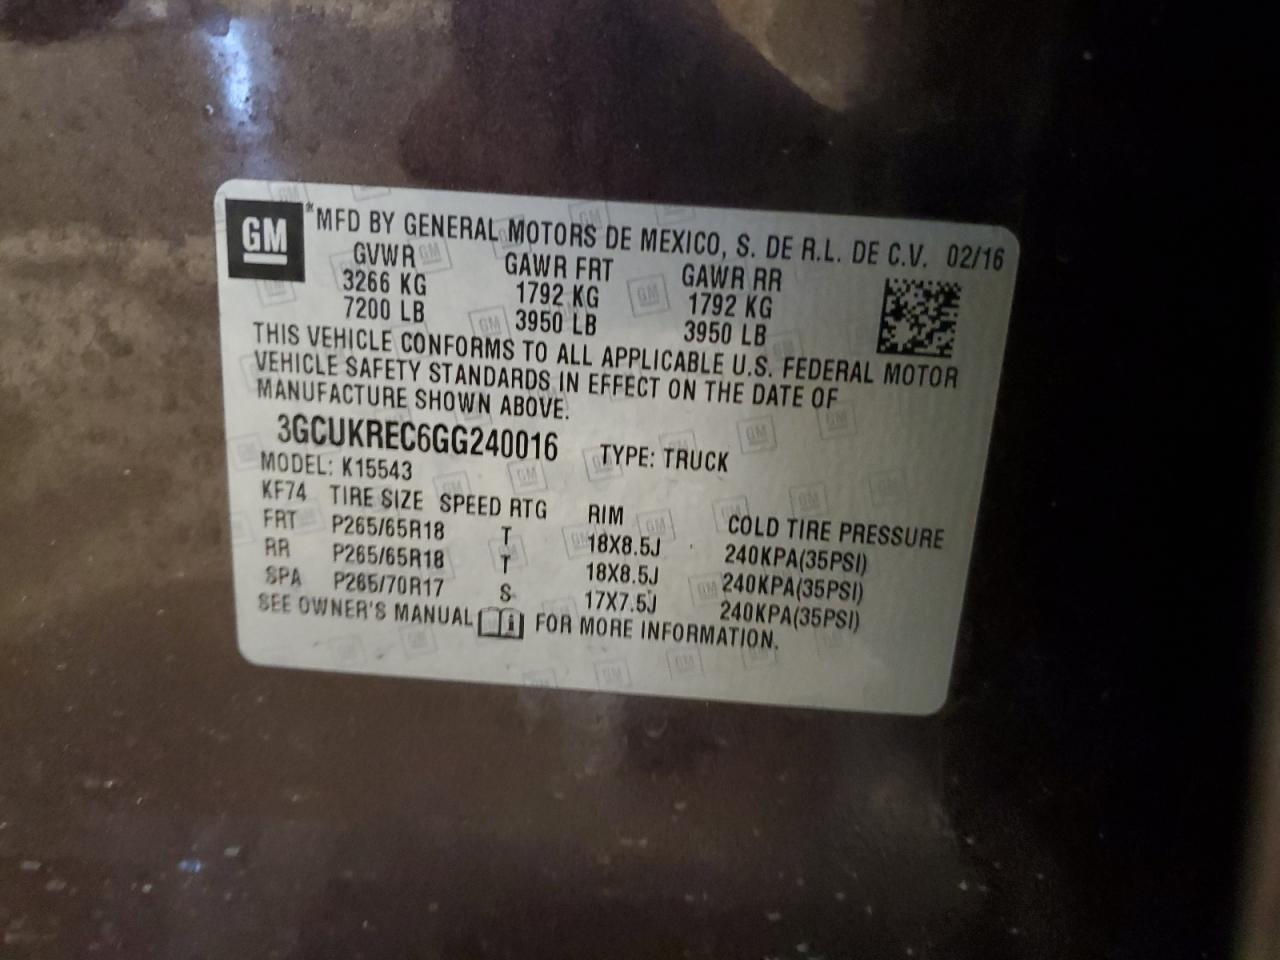 GM *MFD BY GENERAL MOTORS DE MEXICO, S. DE R.L. DE C.V. 02/16
GVWR GAWR FRT GAWR RR
3266 KG 1792 KG 1792 KG
7200 LB 3950 LB 3950 LB
THIS VEHICLE CONFORMS TO ALL APPLICABLE U.S. FEDERAL MOTOR
VEHICLE SAFETY STANDARDS IN EFFECT ON THE DATE OF
MANUFACTURE SHOWN ABOVE.
3GCUKREC6GG240016 TYPE: TRUCK
MODEL: K15543
KF74 TIRE SIZE SPEED RTG RIM COLD TIRE PRESSURE
FRT P265/65R18 T 18X8.5J 240KPA(35PSI)
RR P265/65R18 T 18X8.5J 240KPA(35PSI)
SPA P265/70R17 S 17X7.5J 240KPA(35PSI)
SEE OWNER'S MANUAL i FOR MORE INFORMATION.